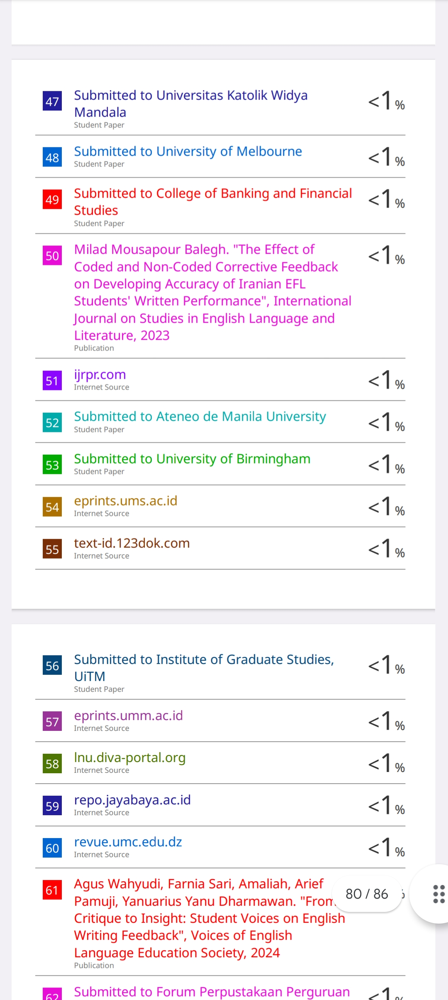 47
Submitted to Universitas Katolik Widya
Mandala
Student Paper
<1%
48
Submitted to University of Melbourne
Student Paper
<1%
49
Submitted to College of Banking and Financial
Studies
Student Paper
<1%
50
Milad Mousapour Balegh. "The Effect of
Coded and Non-Coded Corrective Feedback
on Developing Accuracy of Iranian EFL
Students' Written Performance", International
Journal on Studies in English Language and
Literature, 2023
Publication
<1%
51
ijrpr.com
Internet Source
<1%
52
Submitted to Ateneo de Manila University
Student Paper
<1%
53
Submitted to University of Birmingham
Student Paper
<1%
54
eprints.ums.ac.id
Internet Source
<1%
55
text-id.123dok.com
Internet Source
<1%
56
Submitted to Institute of Graduate Studies,
UiTM
Student Paper
<1%
57
eprints.umm.ac.id
Internet Source
<1%
58
lnu.diva-portal.org
Internet Source
<1%
59
repo.jayabaya.ac.id
Internet Source
<1%
60
revue.umc.edu.dz
Internet Source
<1%
61
Agus Wahyudi, Farnia Sari, Amaliah, Arief
Pamuji, Yanuarius Yanu Dharmawan. "From
Critique to Insight: Student Voices on English
Writing Feedback", Voices of English
Language Education Society, 2024
Publication
80 / 86
62
Submitted to Forum Perpustakaan Perguruan
<1%